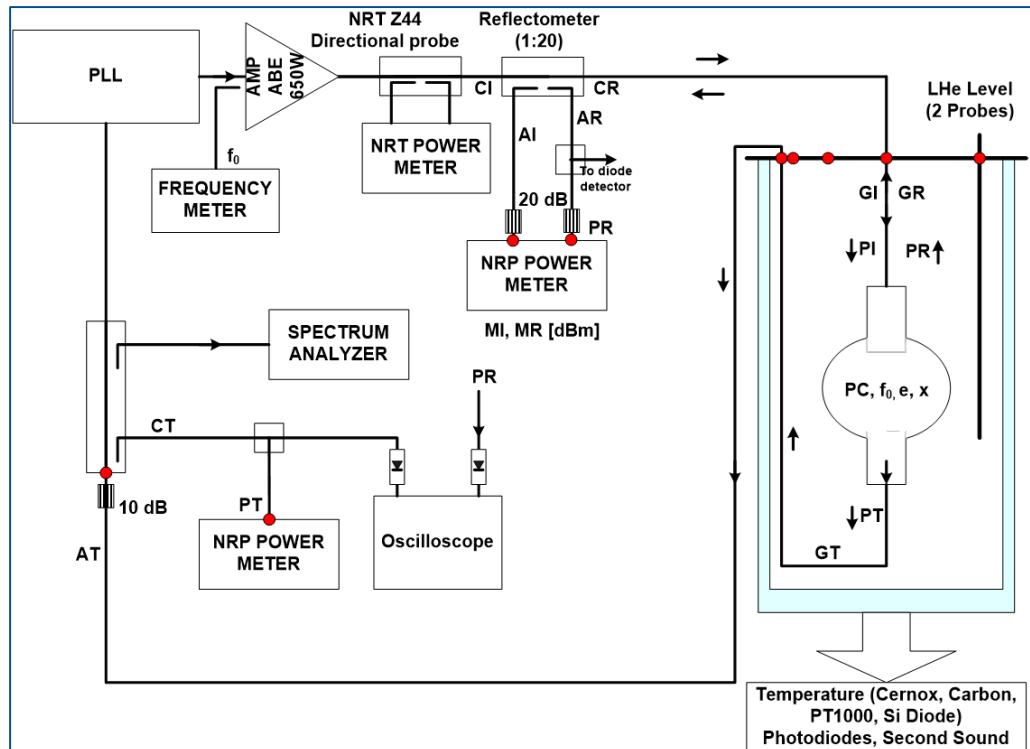 NRT Z44
Directional probe
Reflectometer
(1:20)
PLL
AMP
ABE
650W
CI
CR
LHe Level
(2 Probes)
f₀
AI
AR
To diode
detector
FREQUENCY
METER
NRT POWER
METER
20 dB
PR
NRP POWER
METER
MI, MR [dBm]
GI
GR
PI
PR
SPECTRUM
ANALYZER
PR
PC, f₀, e, x
CT
10 dB
PT
AT
NRP POWER
METER
Oscilloscope
PT
GT
Temperature (Cernox, Carbon,
PT1000, Si Diode)
Photodiodes, Second Sound